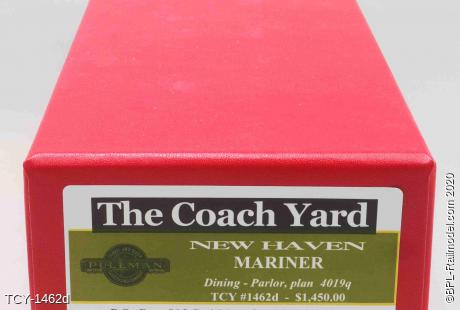 The Coach Yard
NEW HAVEN
PULLMAN
MARINER
Dining - Parlor, plan 4019q
TCY #1462d - $1,450.00
TCY-1462d
©BPL-Railmodel.com 2020